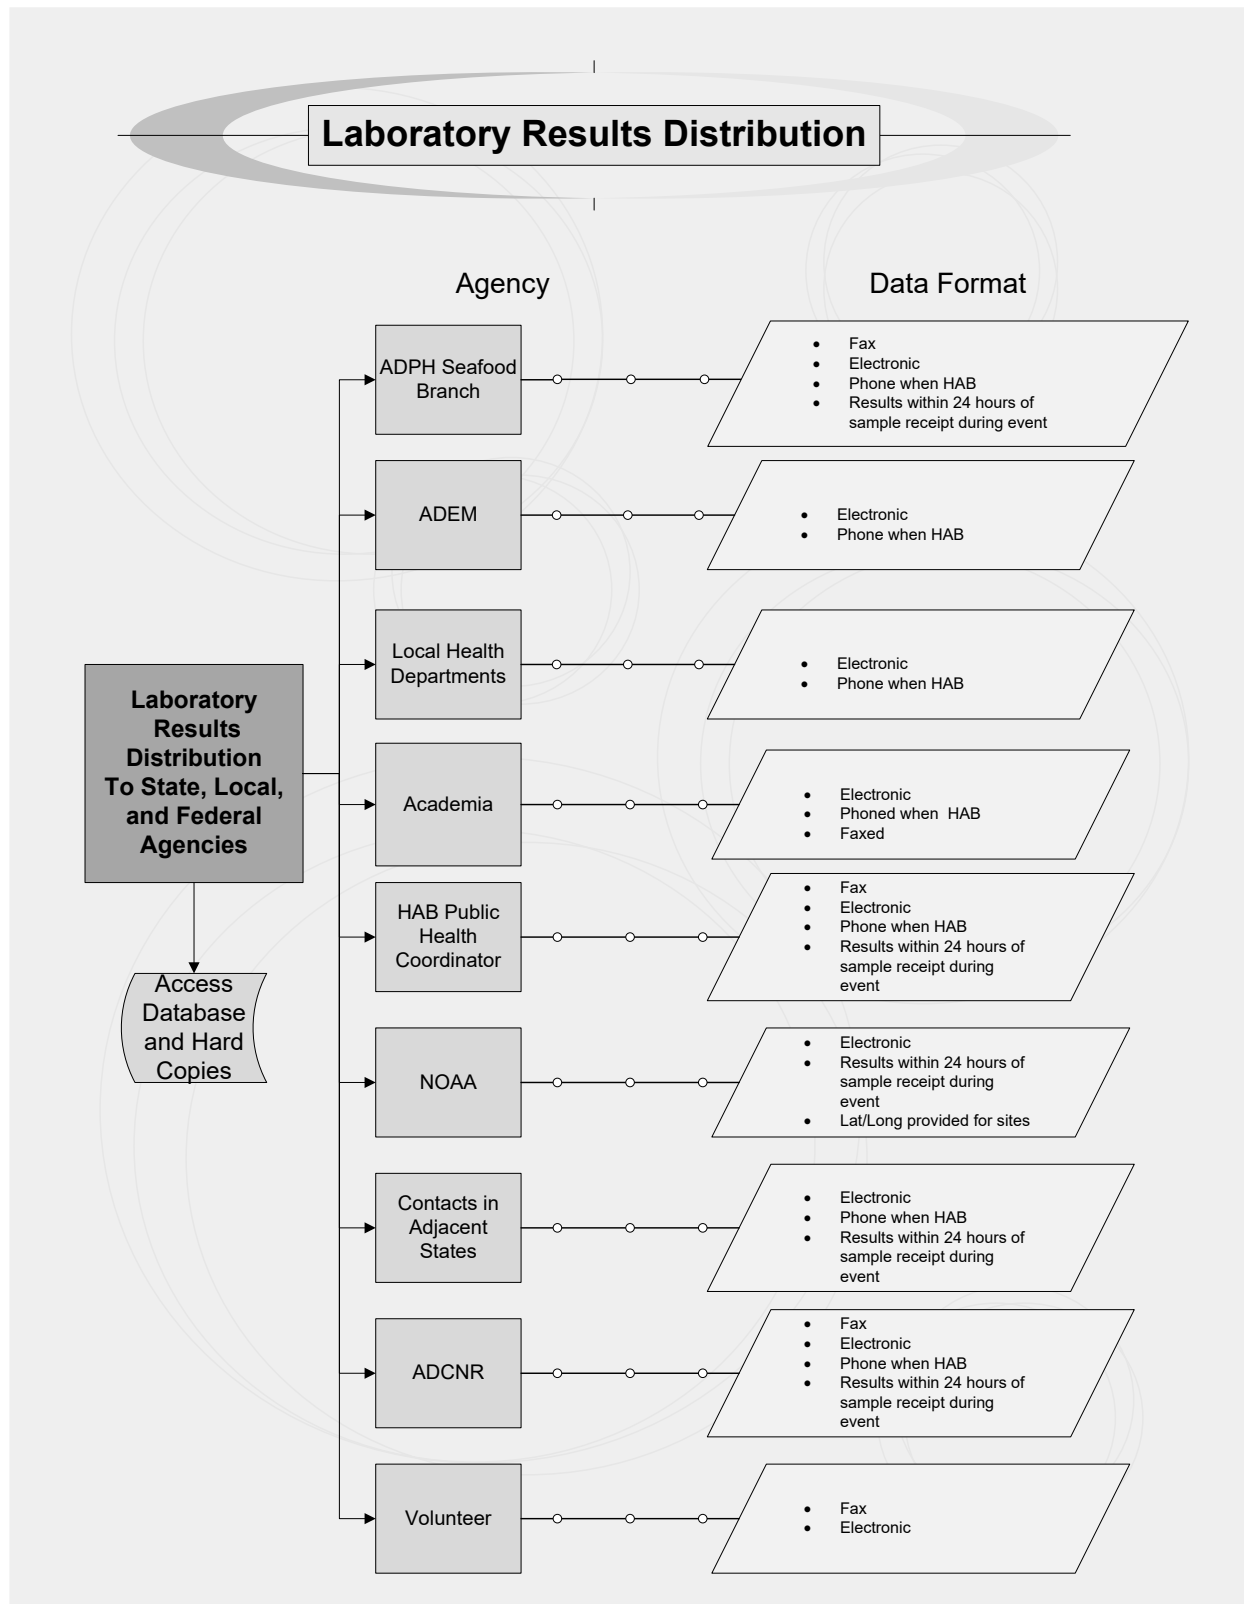 Laboratory Results Distribution
Agency
Data Format
ADPH Seafood
Branch
• Fax
• Electronic
• Phone when HAB
• Results within 24 hours of
sample receipt during event
ADEM
• Electronic
• Phone when HAB
Local Health
Departments
• Electronic
• Phone when HAB
Laboratory
Results
Distribution
To State, Local,
and Federal
Agencies
Academia
• Electronic
• Phoned when  HAB
• Faxed
HAB Public
Health
Coordinator
• Fax
• Electronic
• Phone when HAB
• Results within 24 hours of
sample receipt during
event
Access
Database
and Hard
Copies
NOAA
• Electronic
• Results within 24 hours of
sample receipt during
event
• Lat/Long provided for sites
Contacts in
Adjacent
States
• Electronic
• Phone when HAB
• Results within 24 hours of
sample receipt during
event
ADCNR
• Fax
• Electronic
• Phone when HAB
• Results within 24 hours of
sample receipt during
event
Volunteer
• Fax
• Electronic